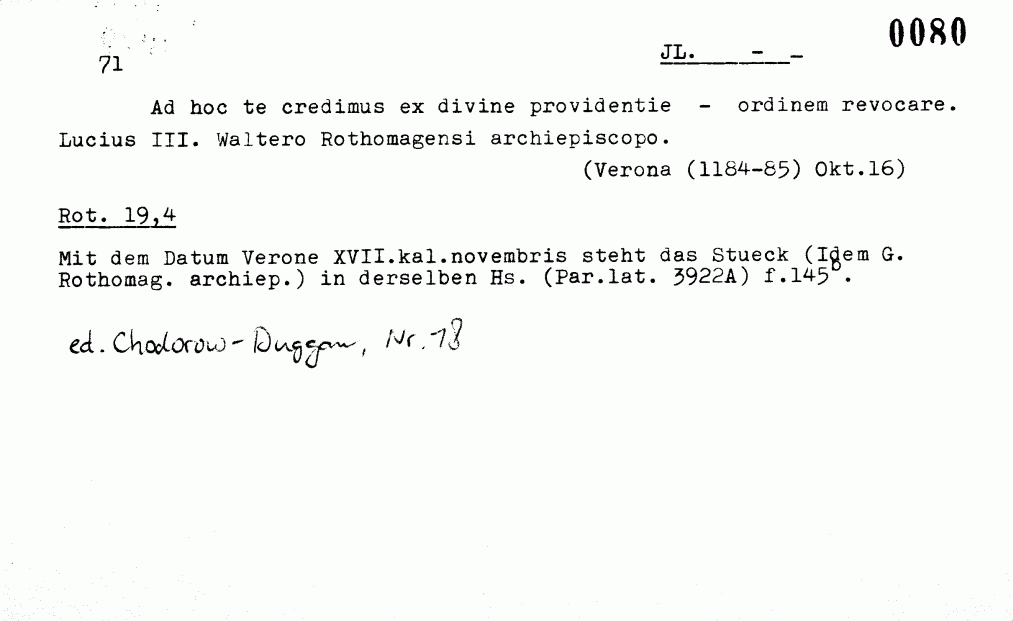 0080
71 JL. - -
Ad hoc te credimus ex divine providentie - ordinem revocare.
Lucius III. Waltero Rothomagensi archiepiscopo.
(Verona (1184-85) Okt.16)
Rot. 19,4
Mit dem Datum Verone XVII.kal.novembris steht das Stueck (Idem G.
Rothomag. archiep.) in derselben Hs. (Par.lat. 3922A) f.145b.
ed. Chodorow-Duggan, Nr. 78